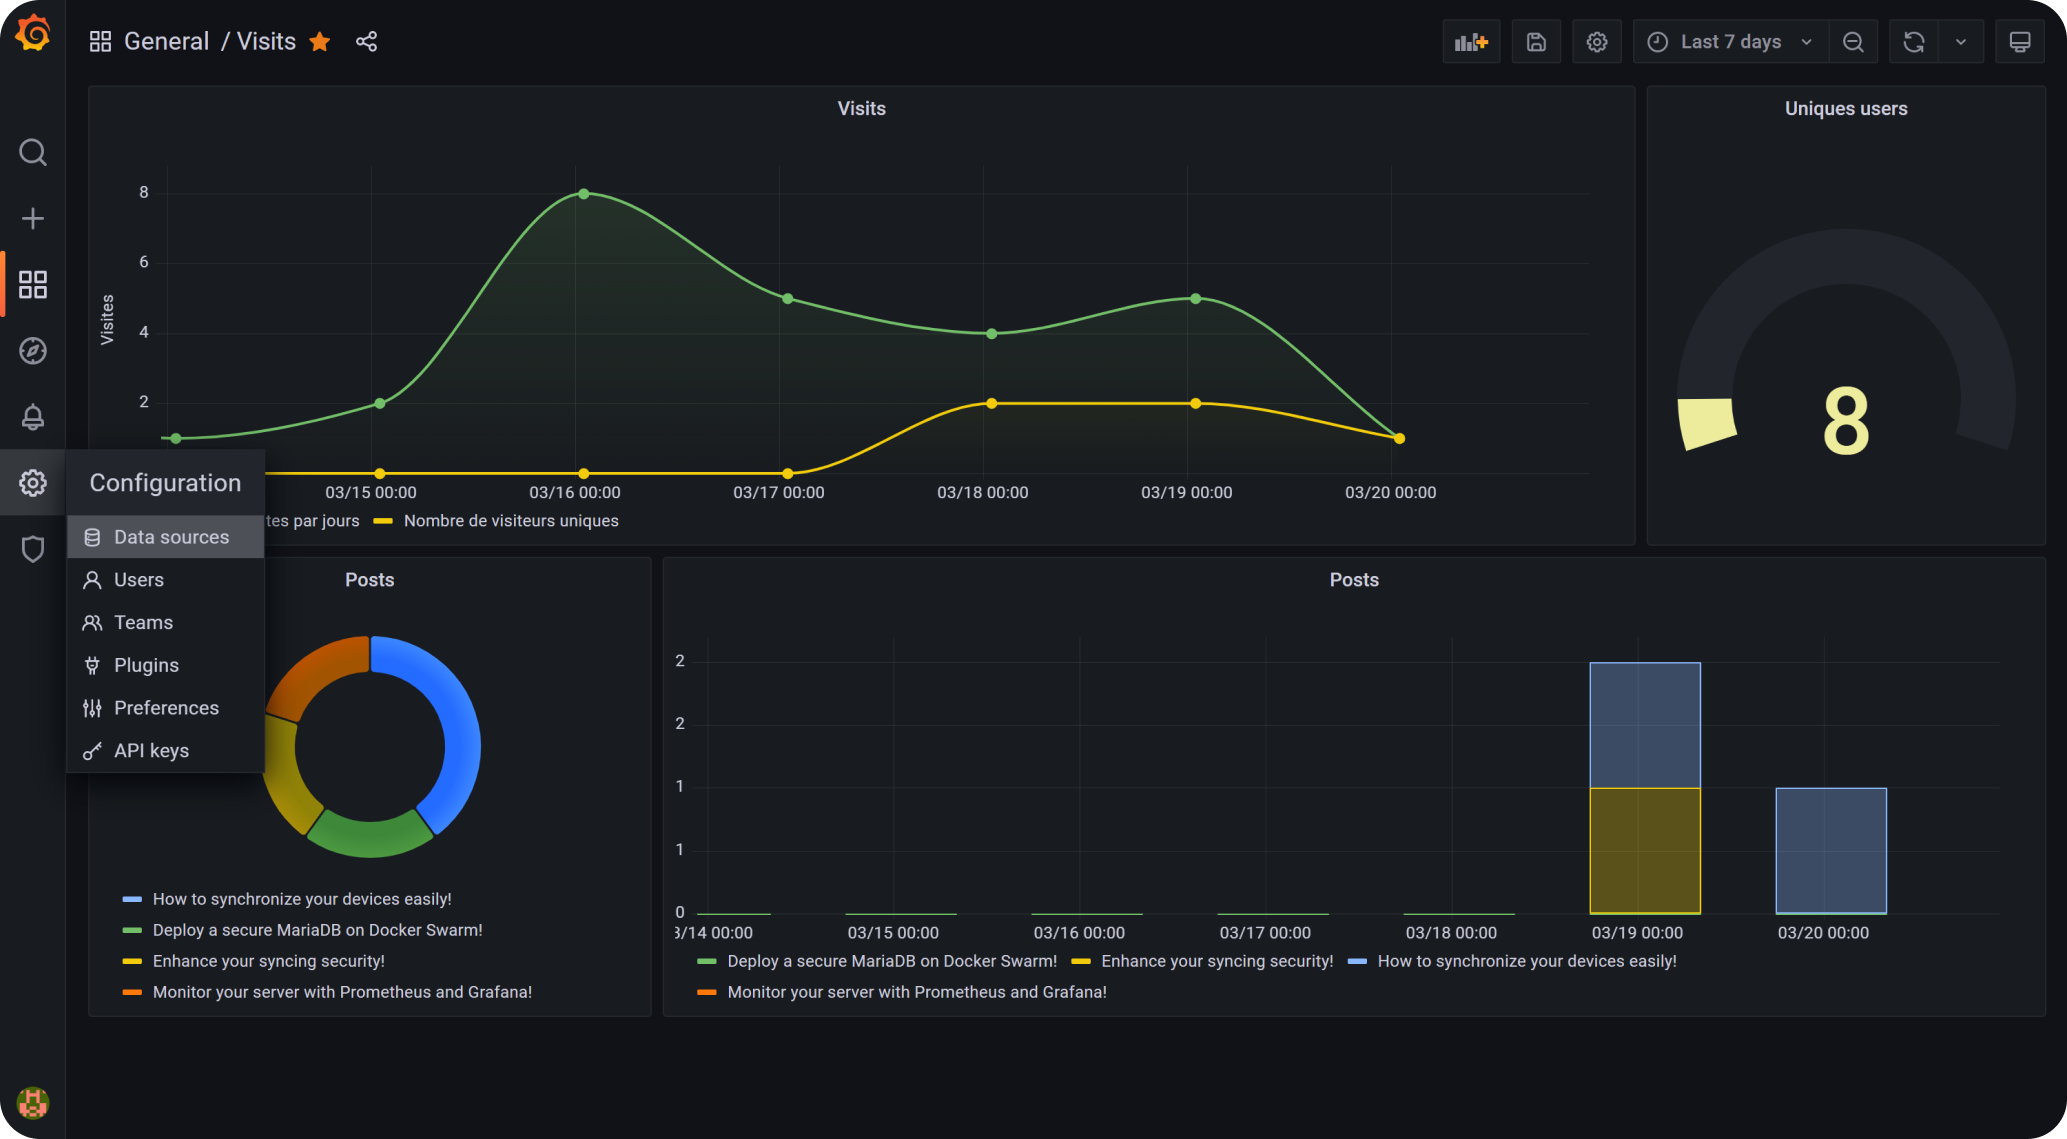 General / Visits
Last 7 days
Visits
8
6
4
2
Visites
03/15 00:00 03/16 00:00 03/17 00:00 03/18 00:00 03/19 00:00 03/20 00:00
tes par jours Nombre de visiteurs uniques
Uniques users
8
Configuration
Data sources
Users
Teams
Plugins
Preferences
API keys
Posts
How to synchronize your devices easily!
Deploy a secure MariaDB on Docker Swarm!
Enhance your syncing security!
Monitor your server with Prometheus and Grafana!
Posts
2
2
1
1
0
3/14 00:00 03/15 00:00 03/16 00:00 03/17 00:00 03/18 00:00 03/19 00:00 03/20 00:00
Deploy a secure MariaDB on Docker Swarm! Enhance your syncing security! How to synchronize your devices easily!
Monitor your server with Prometheus and Grafana!